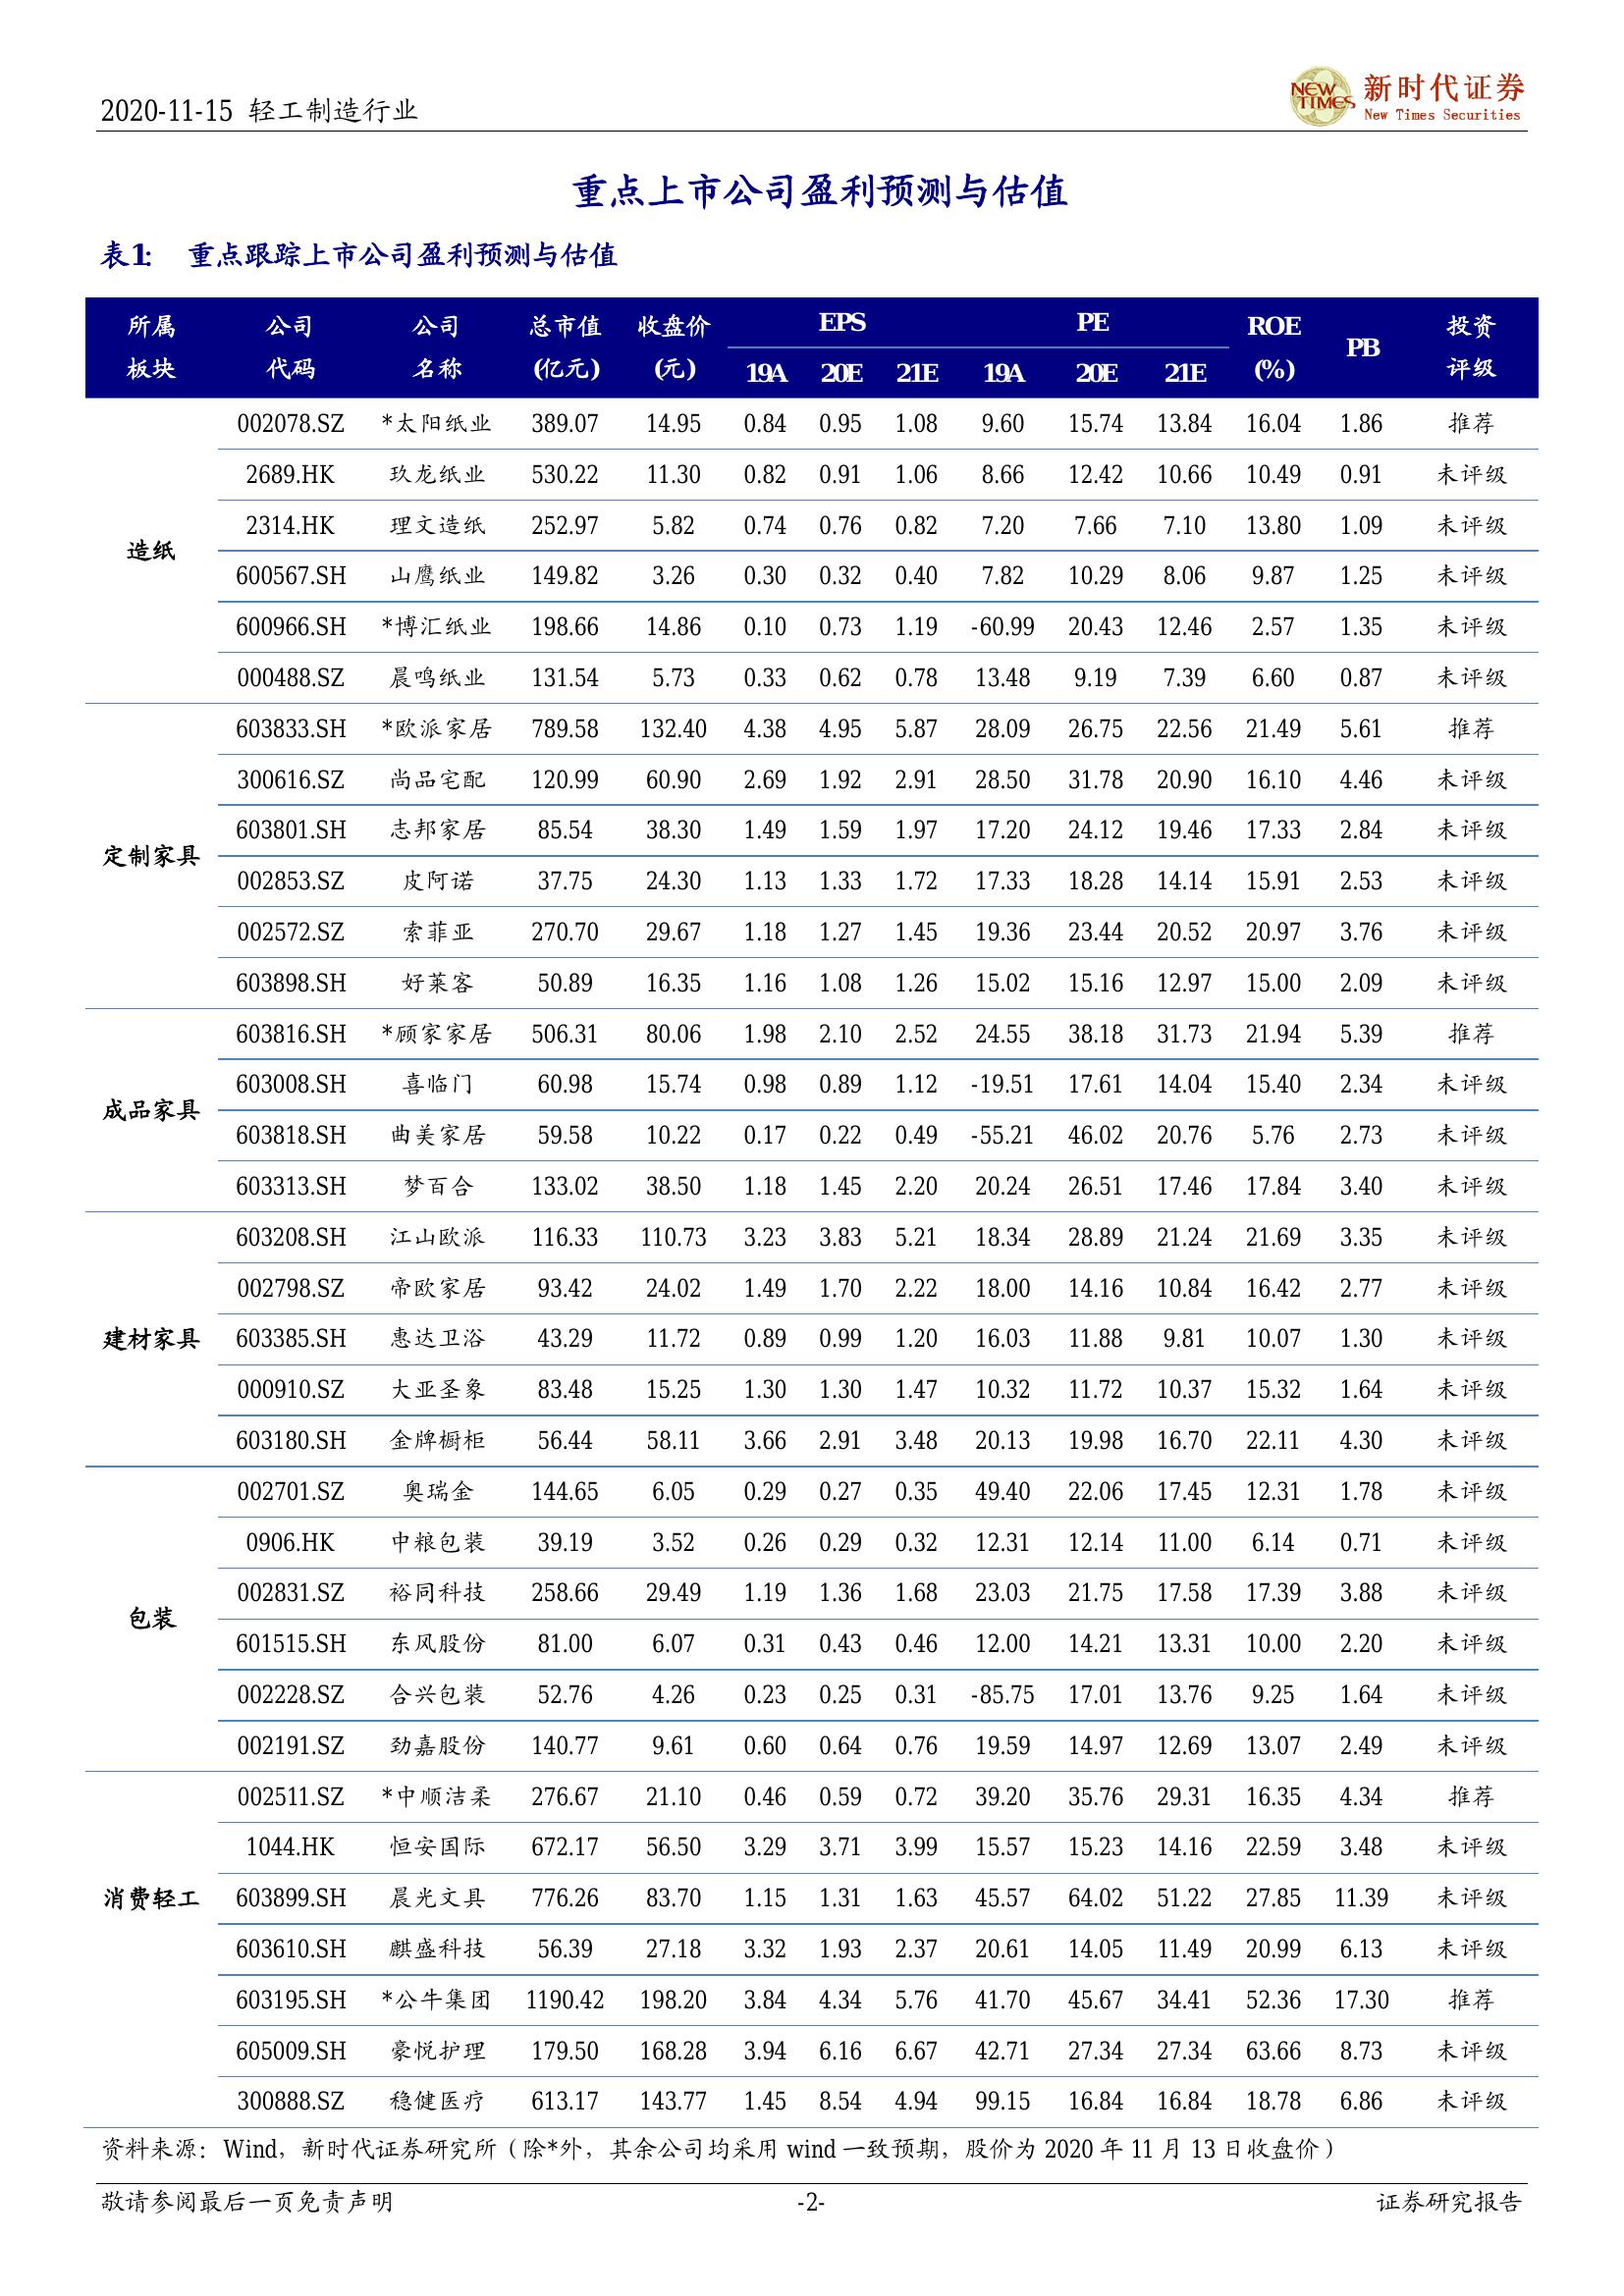 2020-11-15 轻工制造行业
NEW TIMES 新时代证券
New Times Securities
重点上市公司盈利预测与估值
表1: 重点跟踪上市公司盈利预测与估值
所属 公司 公司 总市值 收盘价 EPS PE ROE PB 投资
板块 代码 名称 (亿元) (元) 19A 20E 21E 19A 20E 21E (%) 评级
002078.SZ *太阳纸业 389.07 14.95 0.84 0.95 1.08 9.60 15.74 13.84 16.04 1.86 推荐
2689.HK 玖龙纸业 530.22 11.30 0.82 0.91 1.06 8.66 12.42 10.66 10.49 0.91 未评级
2314.HK 理文造纸 252.97 5.82 0.74 0.76 0.82 7.20 7.66 7.10 13.80 1.09 未评级
造纸
600567.SH 山鹰纸业 149.82 3.26 0.30 0.32 0.40 7.82 10.29 8.06 9.87 1.25 未评级
600966.SH *博汇纸业 198.66 14.86 0.10 0.73 1.19 -60.99 20.43 12.46 2.57 1.35 未评级
000488.SZ 晨鸣纸业 131.54 5.73 0.33 0.62 0.78 13.48 9.19 7.39 6.60 0.87 未评级
603833.SH *欧派家居 789.58 132.40 4.38 4.95 5.87 28.09 26.75 22.56 21.49 5.61 推荐
300616.SZ 尚品宅配 120.99 60.90 2.69 1.92 2.91 28.50 31.78 20.90 16.10 4.46 未评级
603801.SH 志邦家居 85.54 38.30 1.49 1.59 1.97 17.20 24.12 19.46 17.33 2.84 未评级
定制家具
002853.SZ 皮阿诺 37.75 24.30 1.13 1.33 1.72 17.33 18.28 14.14 15.91 2.53 未评级
002572.SZ 索菲亚 270.70 29.67 1.18 1.27 1.45 19.36 23.44 20.52 20.97 3.76 未评级
603898.SH 好莱客 50.89 16.35 1.16 1.08 1.26 15.02 15.16 12.97 15.00 2.09 未评级
603816.SH *顾家家居 506.31 80.06 1.98 2.10 2.52 24.55 38.18 31.73 21.94 5.39 推荐
603008.SH 喜临门 60.98 15.74 0.98 0.89 1.12 -19.51 17.61 14.04 15.40 2.34 未评级
成品家具
603818.SH 曲美家居 59.58 10.22 0.17 0.22 0.49 -55.21 46.02 20.76 5.76 2.73 未评级
603313.SH 梦百合 133.02 38.50 1.18 1.45 2.20 20.24 26.51 17.46 17.84 3.40 未评级
603208.SH 江山欧派 116.33 110.73 3.23 3.83 5.21 18.34 28.89 21.24 21.69 3.35 未评级
002798.SZ 帝欧家居 93.42 24.02 1.49 1.70 2.22 18.00 14.16 10.84 16.42 2.77 未评级
建材家具 603385.SH 惠达卫浴 43.29 11.72 0.89 0.99 1.20 16.03 11.88 9.81 10.07 1.30 未评级
000910.SZ 大亚圣象 83.48 15.25 1.30 1.30 1.47 10.32 11.72 10.37 15.32 1.64 未评级
603180.SH 金牌橱柜 56.44 58.11 3.66 2.91 3.48 20.13 19.98 16.70 22.11 4.30 未评级
002701.SZ 奥瑞金 144.65 6.05 0.29 0.27 0.35 49.40 22.06 17.45 12.31 1.78 未评级
0906.HK 中粮包装 39.19 3.52 0.26 0.29 0.32 12.31 12.14 11.00 6.14 0.71 未评级
002831.SZ 裕同科技 258.66 29.49 1.19 1.36 1.68 23.03 21.75 17.58 17.39 3.88 未评级
包装
601515.SH 东风股份 81.00 6.07 0.31 0.43 0.46 12.00 14.21 13.31 10.00 2.20 未评级
002228.SZ 合兴包装 52.76 4.26 0.23 0.25 0.31 -85.75 17.01 13.76 9.25 1.64 未评级
002191.SZ 劲嘉股份 140.77 9.61 0.60 0.64 0.76 19.59 14.97 12.69 13.07 2.49 未评级
002511.SZ *中顺洁柔 276.67 21.10 0.46 0.59 0.72 39.20 35.76 29.31 16.35 4.34 推荐
1044.HK 恒安国际 672.17 56.50 3.29 3.71 3.99 15.57 15.23 14.16 22.59 3.48 未评级
消费轻工 603899.SH 晨光文具 776.26 83.70 1.15 1.31 1.63 45.57 64.02 51.22 27.85 11.39 未评级
603610.SH 麒盛科技 56.39 27.18 3.32 1.93 2.37 20.61 14.05 11.49 20.99 6.13 未评级
603195.SH *公牛集团 1190.42 198.20 3.84 4.34 5.76 41.70 45.67 34.41 52.36 17.30 推荐
605009.SH 豪悦护理 179.50 168.28 3.94 6.16 6.67 42.71 27.34 27.34 63.66 8.73 未评级
300888.SZ 稳健医疗 613.17 143.77 1.45 8.54 4.94 99.15 16.84 16.84 18.78 6.86 未评级
资料来源：Wind，新时代证券研究所（除*外，其余公司均采用 wind 一致预期，股价为 2020 年 11 月 13 日收盘价）
敬请参阅最后一页免责声明 -2- 证券研究报告